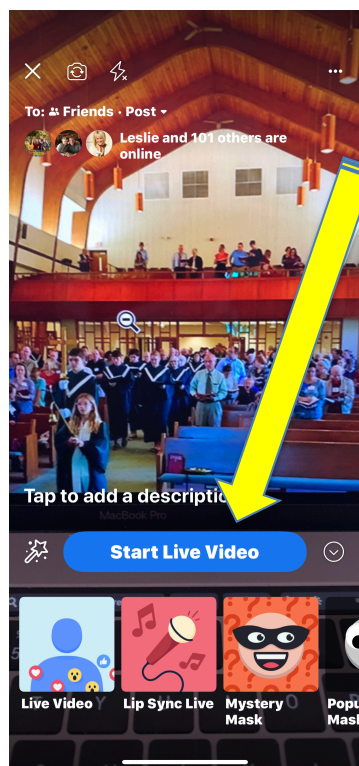 To: Friends · Post
Leslie and 101 others are
online
Tap to add a descriptio
MacBook Pro
Start Live Video
Live Video
Lip Sync Live
Mystery
Mask
Popu
Mask